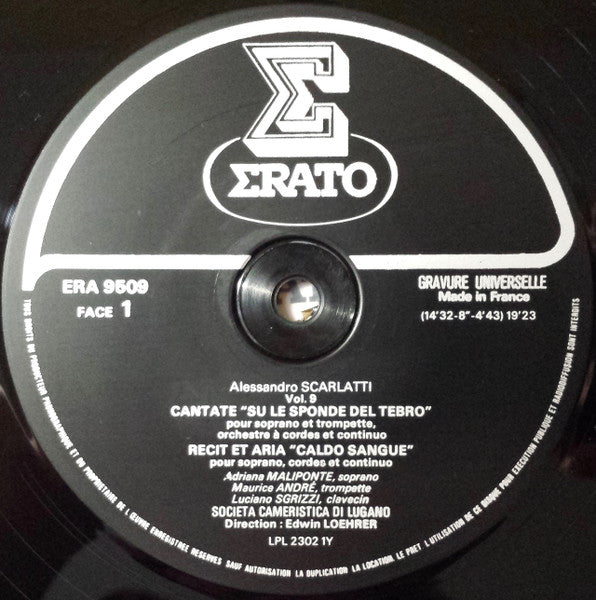 Σ
ΣRATO
ERA 9509
FACE 1
GRAVURE UNIVERSELLE
Made in France
(14'32-8"-4'43) 19'23
Alessandro SCARLATTI
Vol. 9
CANTATE "SU LE SPONDE DEL TEBRO"
pour soprano et trompette,
orchestre à cordes et continuo
RECIT ET ARIA "CALDO SANGUE"
pour soprano, cordes et continuo
Adriana MALIPONTE, soprano
Maurice ANDRÉ, trompette
Luciano SGRIZZI, clavecin
SOCIETA CAMERISTICA DI LUGANO
Direction : Edwin LOEHRER
LPL 2302 1Y
TOUS DROITS DU PRODUCTEUR PHONOGRAPHIQUE ET DU PROPRIETAIRE DE L'ŒUVRE ENREGISTREE RESERVES SAUF AUTORISATION LA DUPLICATION LA LOCATION, LE PRET L UTILISATION DE CE DISQUE POUR EXECUTION PUBLIQUE ET RADIODIFFUSION SONT INTERDITS